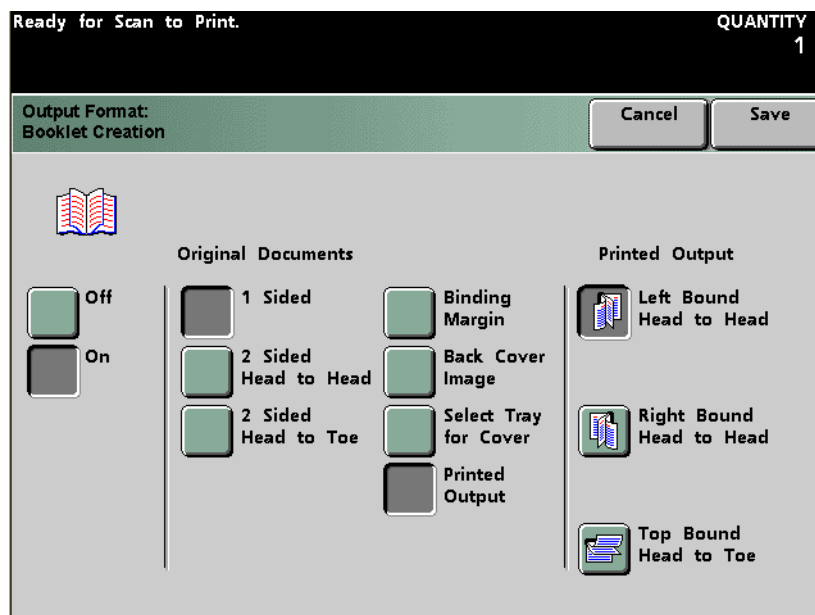 Ready for Scan to Print.
QUANTITY
1
Output Format:
Booklet Creation
Cancel
Save
Original Documents
Printed Output
Off
On
1 Sided
2 Sided
Head to Head
2 Sided
Head to Toe
Binding
Margin
Back Cover
Image
Select Tray
for Cover
Printed
Output
Left Bound
Head to Head
Right Bound
Head to Head
Top Bound
Head to Toe